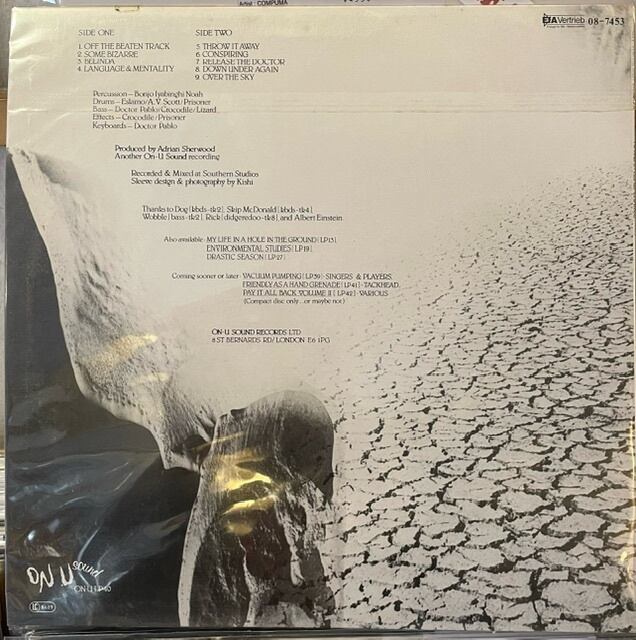 Artist : COMPUMA
EfA Vertrieb 08-7453
SIDE ONE
1. OFF THE BEATEN TRACK
2. SOME BIZARRE
3. BELINDA
4. LANGUAGE & MENTALITY
SIDE TWO
5. THROW IT AWAY
6. CONSPIRING
7. RELEASE THE DOCTOR
8. DOWN UNDER AGAIN
9. OVER THE SKY
Percussion – Bonjo Iyabinghi Noah
Drums – Eslamo/A.V. Scott/Prisoner
Bass – Doctor Pablo/Crocodile/Lizard
Effects – Crocodile/Prisoner
Keyboards – Doctor Pablo
Produced by Adrian Sherwood
Another On-U Sound recording
Recorded & Mixed at Southern Studios
Sleeve design & photography by Kishi
Thanks to Dog [kbds-tk2], Skip McDonald [kbds-tk4],
Wobble [bass-tk2], Rick [didgeredoo-tk8], and Albert Einstein.
Also available - MY LIFE IN A HOLE IN THE GROUND [LP13],
ENVIRONMENTAL STUDIES [LP19],
DRASTIC SEASON [LP27]
Coming sooner or later - VACUUM PUMPING [LP39] - SINGERS & PLAYERS,
FRIENDLY AS A HAND GRENADE [LP41] - TACKHEAD,
PAY IT ALL BACK VOLUME II [LP42] - VARIOUS
(Compact disc only...or maybe not)
ON-U SOUND RECORDS LTD
8 ST BERNARDS RD/LONDON E6 1PG
ON U Sound
ON U LP40
LC